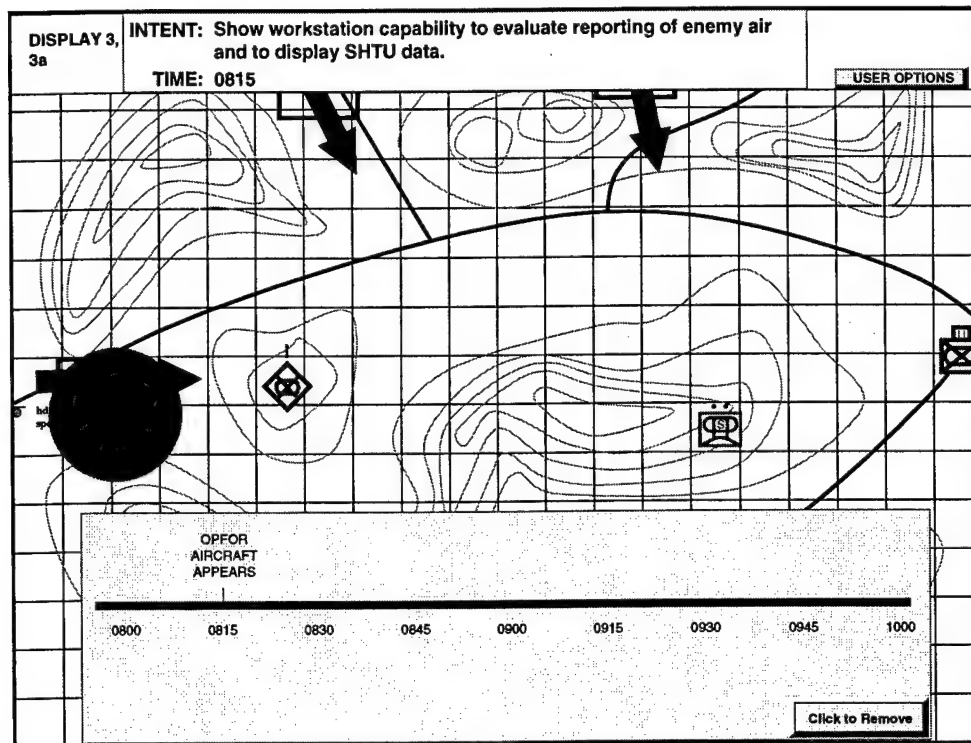 DISPLAY 3,
3a
INTENT: Show workstation capability to evaluate reporting of enemy air
and to display SHTU data.
TIME: 0815
USER OPTIONS
OPFOR
AIRCRAFT
APPEARS
0800 0815 0830 0845 0900 0915 0930 0945 1000
Click to Remove